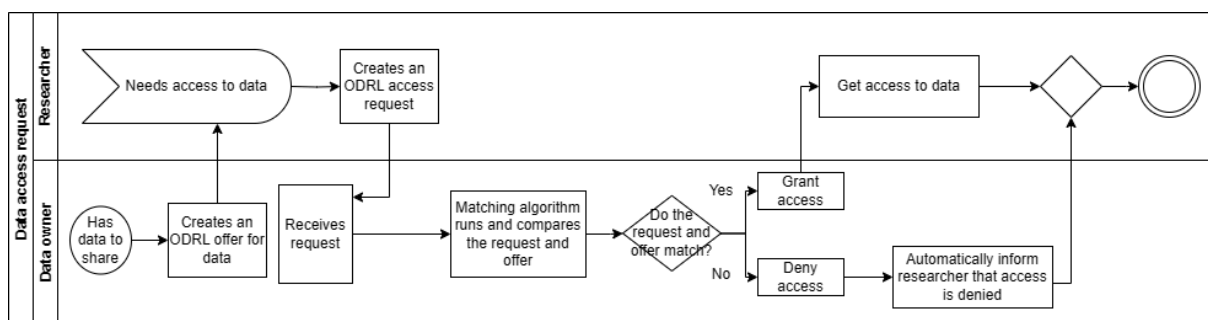 Data access request
Researcher
Needs access to data
Creates an
ODRL access
request
Get access to data
Data owner
Has
data to
share
Creates an
ODRL offer for
data
Receives
request
Matching algorithm
runs and compares
the request and
offer
Do the
request and
offer match?
Yes
Grant
access
No
Deny
access
Automatically inform
researcher that access
is denied